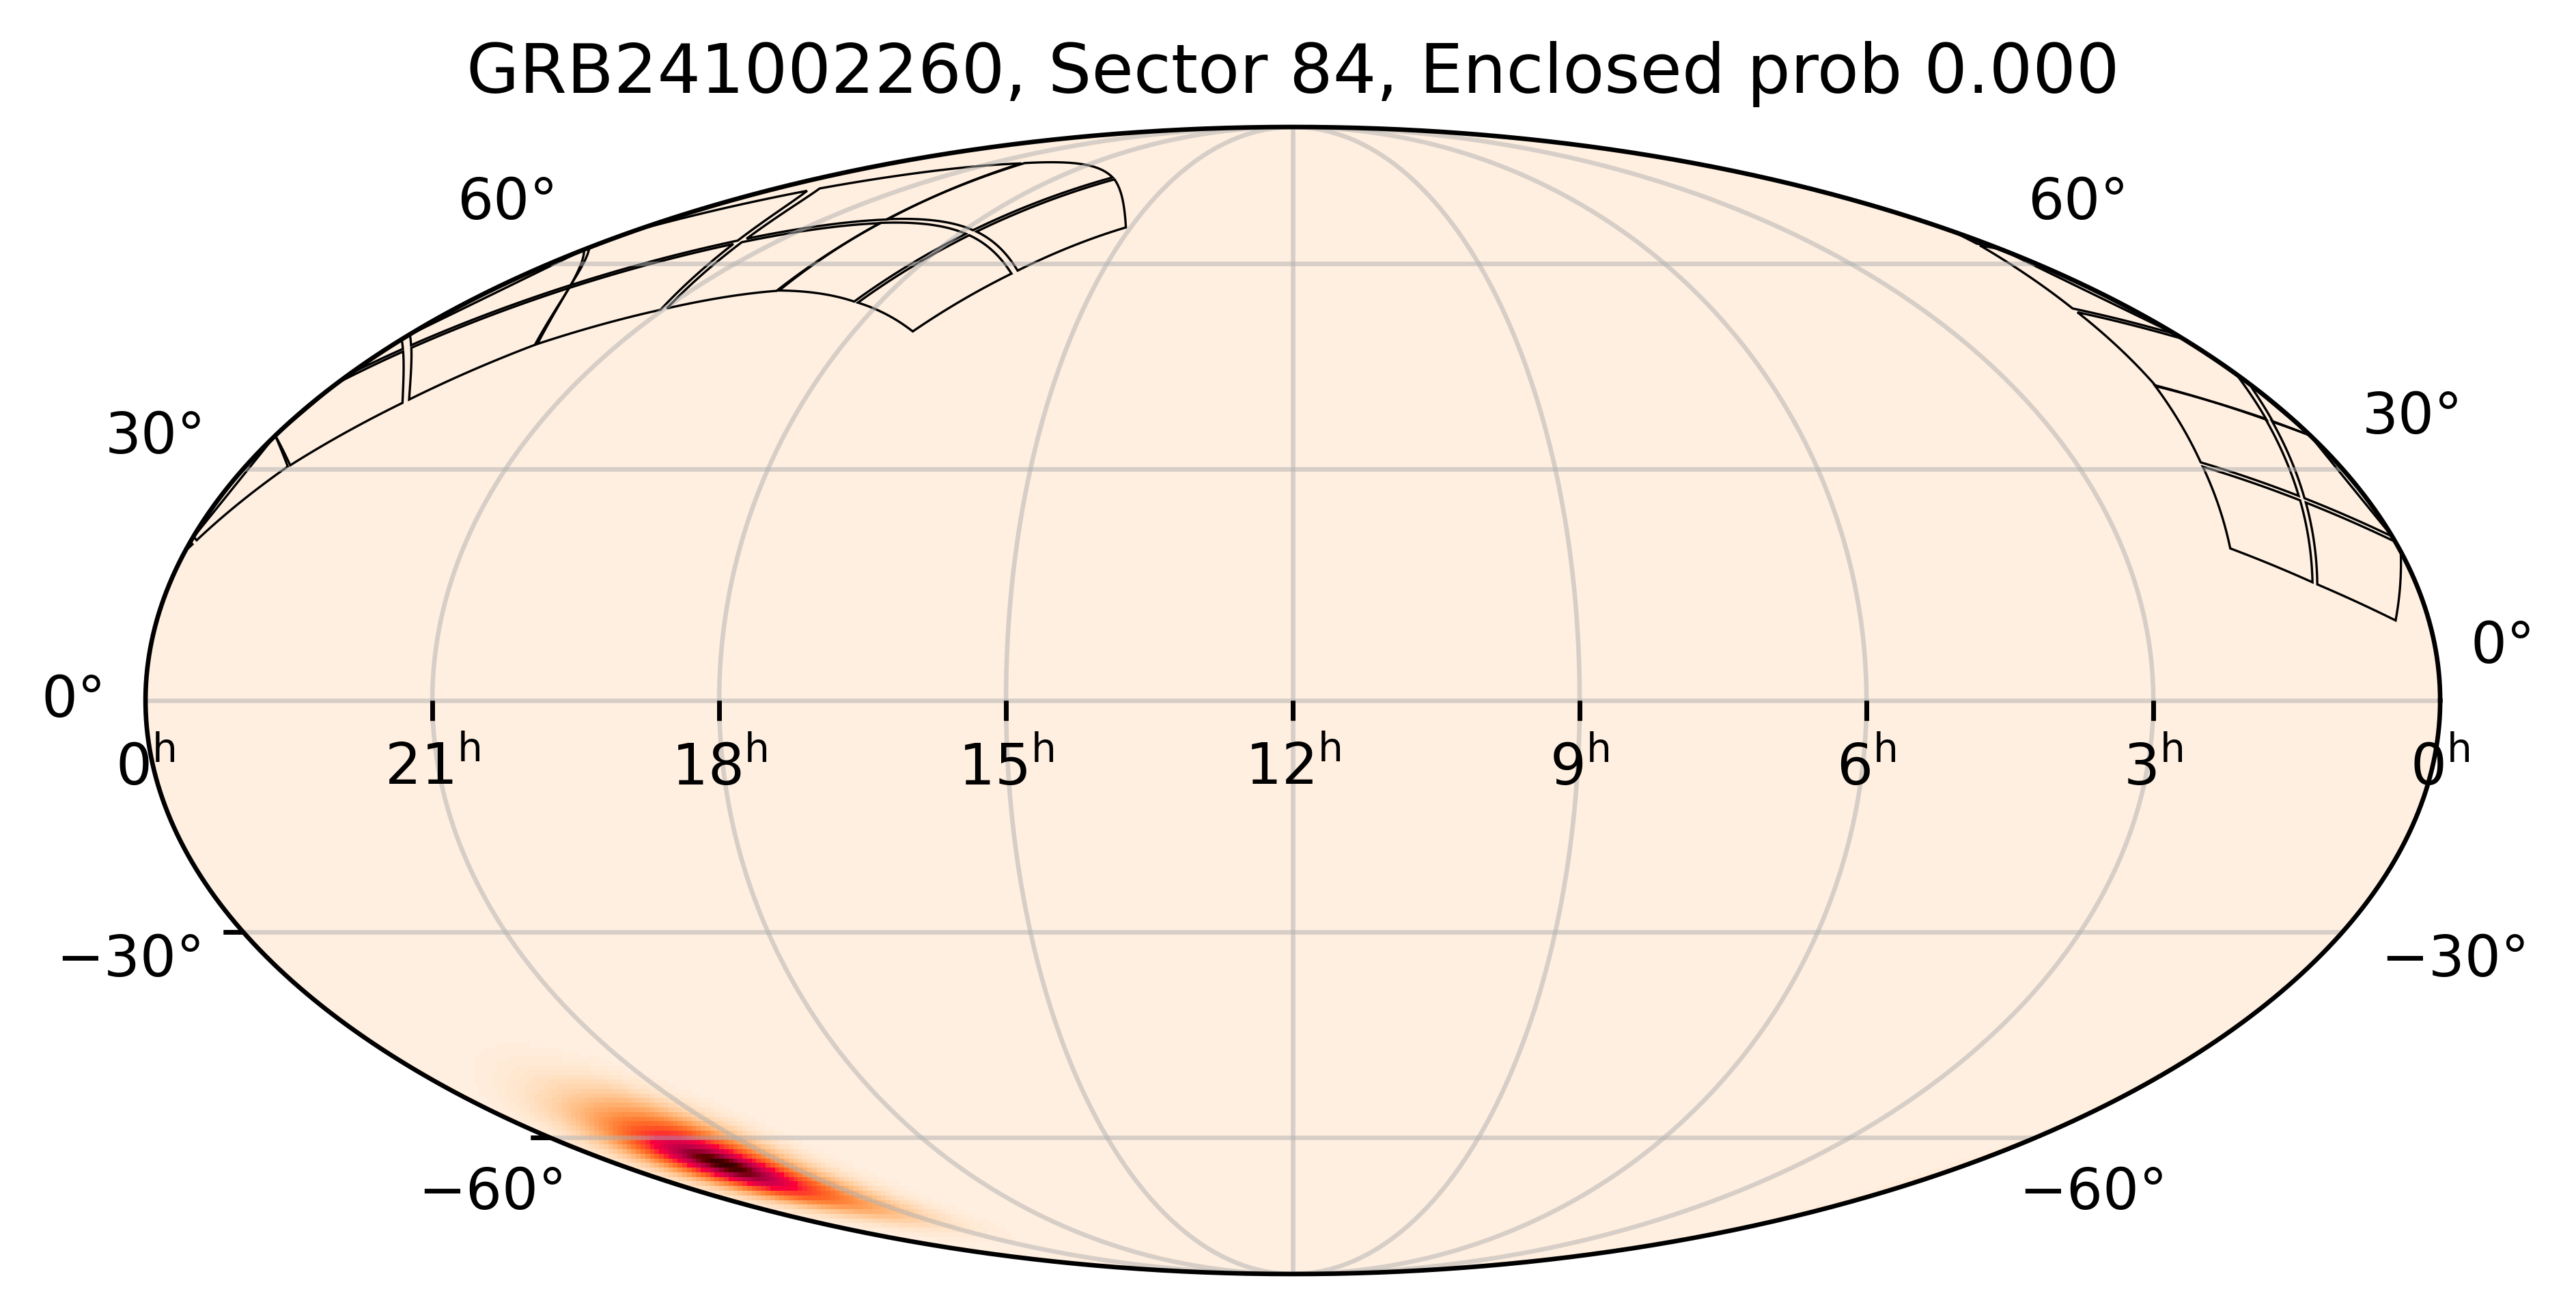 GRB241002260, Sector 84, Enclosed prob 0.000
60° 60°
30° 30°
0° 0°
0h 21h 18h 15h 12h 9h 6h 3h 0h
−30° −30°
−60° −60°